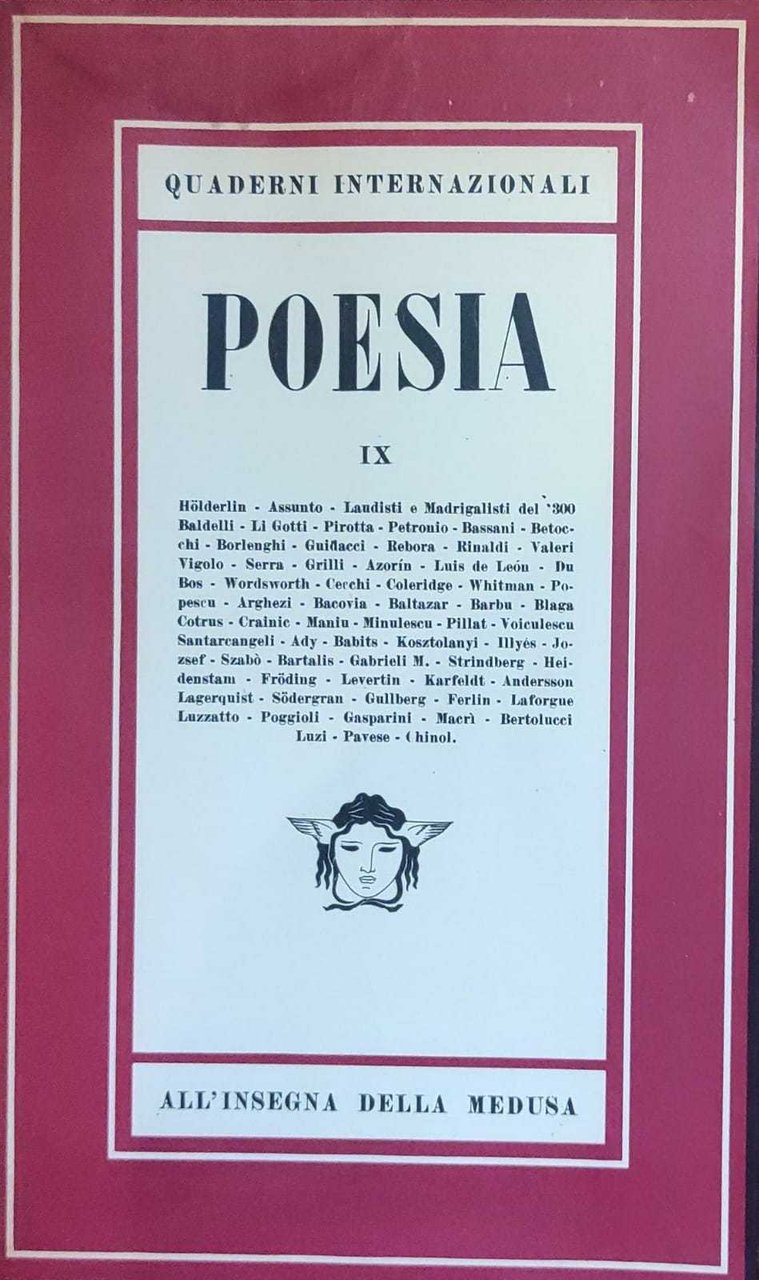 QUADERNI INTERNAZIONALI
POESIA
IX
Hölderlin - Assunto - Laudisti e Madrigalisti del '300
Baldelli - Li Gotti - Pirotta - Petronio - Bassani - Betoc-
chi - Borlenghi - Guidacci - Rebora - Rinaldi - Valeri
Vigolo - Serra - Grilli - Azorín - Luis de León - Du
Bos - Wordsworth - Cecchi - Coleridge - Whitman - Po-
pescu - Arghezi - Bacovia - Baltazar - Barbu - Blaga
Cotrus - Crainic - Maniu - Minulescu - Pillat - Voiculescu
Santarcangeli - Ady - Babits - Kosztolanyi - Illyés - Jo-
zsef - Szabò - Bartalis - Gabrieli M. - Strindberg - Hei-
denstam - Fröding - Levertin - Karfeldt - Andersson
Lagerquist - Södergran - Gullberg - Ferlin - Laforgue
Luzzatto - Poggioli - Gasparini - Macrì - Bertolucci
Luzi - Pavese - Chinol.
ALL'INSEGNA DELLA MEDUSA